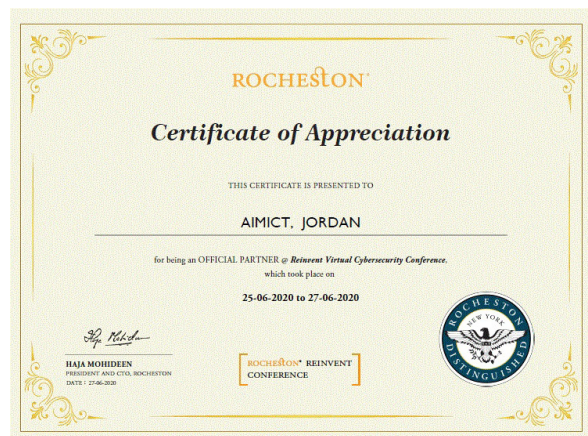 ROCHESTON
Certificate of Appreciation
THIS CERTIFICATE IS PRESENTED TO
AIMICT, JORDAN
for being an OFFICIAL PARTNER @ Reinvent Virtual Cybersecurity Conference,
which took place on
25-06-2020 to 27-06-2020
Haja Mohideen
HAJA MOHIDEEN
PRESIDENT AND CTO, ROCHESTON
DATE : 27-06-2020
ROCHESTON® REINVENT
CONFERENCE
ROCHESTON
NEW YORK
DISTINGUISHED